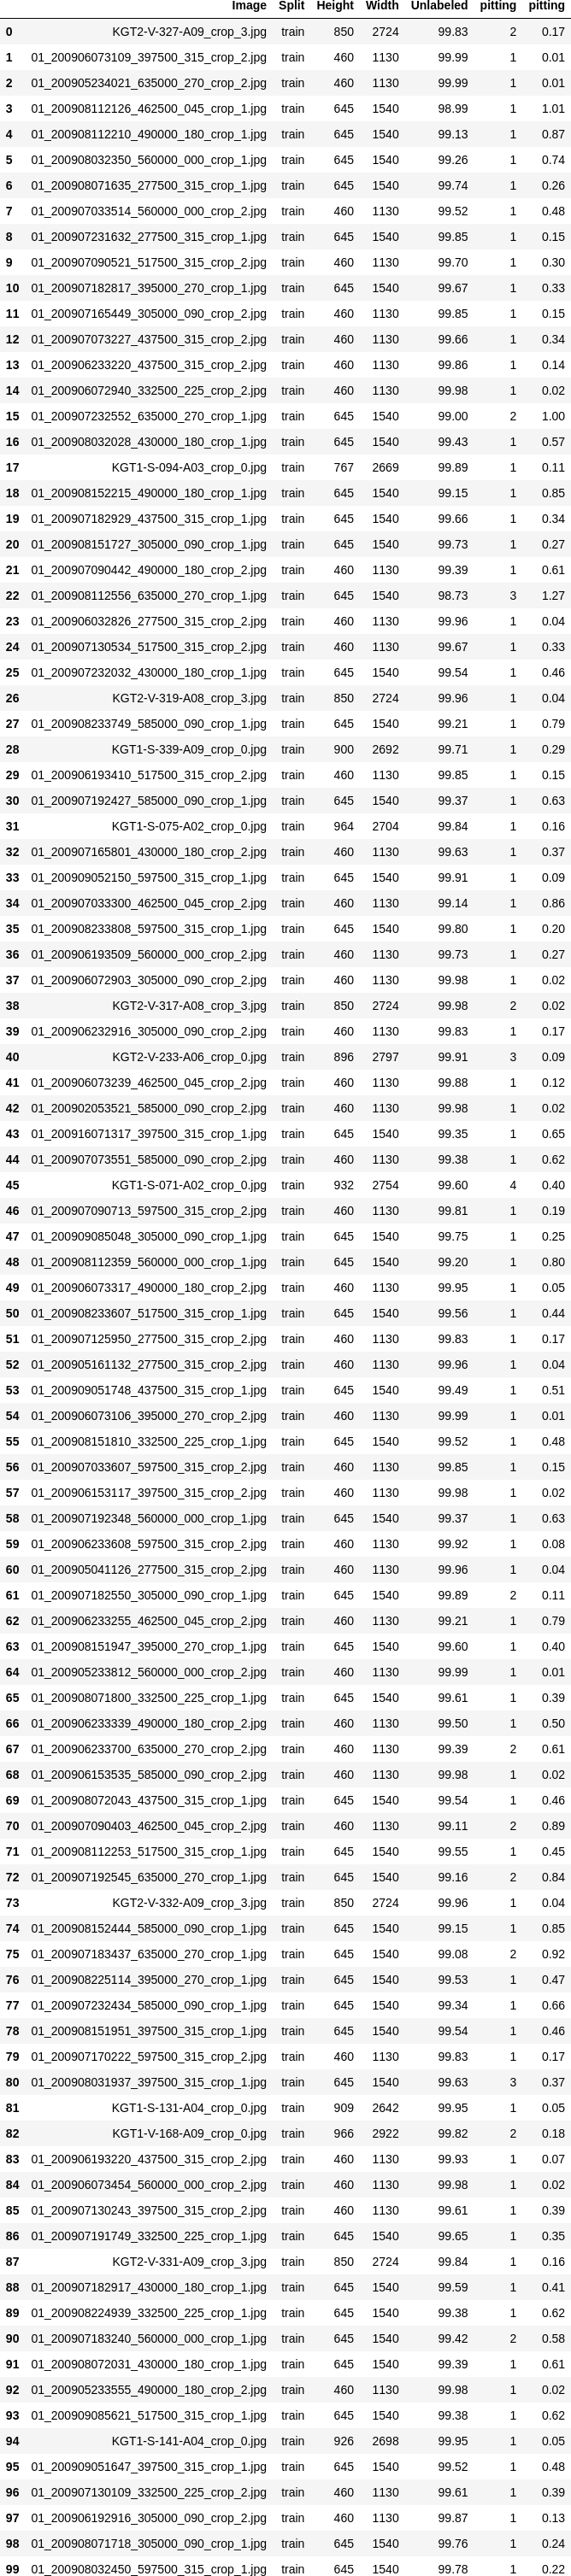 Image Split Height Width Unlabeled pitting pitting
0 KGT2-V-327-A09_crop_3.jpg train 850 2724 99.83 2 0.17
1 01_200906073109_397500_315_crop_2.jpg train 460 1130 99.99 1 0.01
2 01_200905234021_635000_270_crop_2.jpg train 460 1130 99.99 1 0.01
3 01_200908112126_462500_045_crop_1.jpg train 645 1540 98.99 1 1.01
4 01_200908112210_490000_180_crop_1.jpg train 645 1540 99.13 1 0.87
5 01_200908032350_560000_000_crop_1.jpg train 645 1540 99.26 1 0.74
6 01_200908071635_277500_315_crop_1.jpg train 645 1540 99.74 1 0.26
7 01_200907033514_560000_000_crop_2.jpg train 460 1130 99.52 1 0.48
8 01_200907231632_277500_315_crop_1.jpg train 645 1540 99.85 1 0.15
9 01_200907090521_517500_315_crop_2.jpg train 460 1130 99.70 1 0.30
10 01_200907182817_395000_270_crop_1.jpg train 645 1540 99.67 1 0.33
11 01_200907165449_305000_090_crop_2.jpg train 460 1130 99.85 1 0.15
12 01_200907073227_437500_315_crop_2.jpg train 460 1130 99.66 1 0.34
13 01_200906233220_437500_315_crop_2.jpg train 460 1130 99.86 1 0.14
14 01_200906072940_332500_225_crop_2.jpg train 460 1130 99.98 1 0.02
15 01_200907232552_635000_270_crop_1.jpg train 645 1540 99.00 2 1.00
16 01_200908032028_430000_180_crop_1.jpg train 645 1540 99.43 1 0.57
17 KGT1-S-094-A03_crop_0.jpg train 767 2669 99.89 1 0.11
18 01_200908152215_490000_180_crop_1.jpg train 645 1540 99.15 1 0.85
19 01_200907182929_437500_315_crop_1.jpg train 645 1540 99.66 1 0.34
20 01_200908151727_305000_090_crop_1.jpg train 645 1540 99.73 1 0.27
21 01_200907090442_490000_180_crop_2.jpg train 460 1130 99.39 1 0.61
22 01_200908112556_635000_270_crop_1.jpg train 645 1540 98.73 3 1.27
23 01_200906032826_277500_315_crop_2.jpg train 460 1130 99.96 1 0.04
24 01_200907130534_517500_315_crop_2.jpg train 460 1130 99.67 1 0.33
25 01_200907232032_430000_180_crop_1.jpg train 645 1540 99.54 1 0.46
26 KGT2-V-319-A08_crop_3.jpg train 850 2724 99.96 1 0.04
27 01_200908233749_585000_090_crop_1.jpg train 645 1540 99.21 1 0.79
28 KGT1-S-339-A09_crop_0.jpg train 900 2692 99.71 1 0.29
29 01_200906193410_517500_315_crop_2.jpg train 460 1130 99.85 1 0.15
30 01_200907192427_585000_090_crop_1.jpg train 645 1540 99.37 1 0.63
31 KGT1-S-075-A02_crop_0.jpg train 964 2704 99.84 1 0.16
32 01_200907165801_430000_180_crop_2.jpg train 460 1130 99.63 1 0.37
33 01_200909052150_597500_315_crop_1.jpg train 645 1540 99.91 1 0.09
34 01_200907033300_462500_045_crop_2.jpg train 460 1130 99.14 1 0.86
35 01_200908233808_597500_315_crop_1.jpg train 645 1540 99.80 1 0.20
36 01_200906193509_560000_000_crop_2.jpg train 460 1130 99.73 1 0.27
37 01_200906072903_305000_090_crop_2.jpg train 460 1130 99.98 1 0.02
38 KGT2-V-317-A08_crop_3.jpg train 850 2724 99.98 2 0.02
39 01_200906232916_305000_090_crop_2.jpg train 460 1130 99.83 1 0.17
40 KGT2-V-233-A06_crop_0.jpg train 896 2797 99.91 3 0.09
41 01_200906073239_462500_045_crop_2.jpg train 460 1130 99.88 1 0.12
42 01_200902053521_585000_090_crop_2.jpg train 460 1130 99.98 1 0.02
43 01_200916071317_397500_315_crop_1.jpg train 645 1540 99.35 1 0.65
44 01_200907073551_585000_090_crop_2.jpg train 460 1130 99.38 1 0.62
45 KGT1-S-071-A02_crop_0.jpg train 932 2754 99.60 4 0.40
46 01_200907090713_597500_315_crop_2.jpg train 460 1130 99.81 1 0.19
47 01_200909085048_305000_090_crop_1.jpg train 645 1540 99.75 1 0.25
48 01_200908112359_560000_000_crop_1.jpg train 645 1540 99.20 1 0.80
49 01_200906073317_490000_180_crop_2.jpg train 460 1130 99.95 1 0.05
50 01_200908233607_517500_315_crop_1.jpg train 645 1540 99.56 1 0.44
51 01_200907125950_277500_315_crop_2.jpg train 460 1130 99.83 1 0.17
52 01_200905161132_277500_315_crop_2.jpg train 460 1130 99.96 1 0.04
53 01_200909051748_437500_315_crop_1.jpg train 645 1540 99.49 1 0.51
54 01_200906073106_395000_270_crop_2.jpg train 460 1130 99.99 1 0.01
55 01_200908151810_332500_225_crop_1.jpg train 645 1540 99.52 1 0.48
56 01_200907033607_597500_315_crop_2.jpg train 460 1130 99.85 1 0.15
57 01_200906153117_397500_315_crop_2.jpg train 460 1130 99.98 1 0.02
58 01_200907192348_560000_000_crop_1.jpg train 645 1540 99.37 1 0.63
59 01_200906233608_597500_315_crop_2.jpg train 460 1130 99.92 1 0.08
60 01_200905041126_277500_315_crop_2.jpg train 460 1130 99.96 1 0.04
61 01_200907182550_305000_090_crop_1.jpg train 645 1540 99.89 2 0.11
62 01_200906233255_462500_045_crop_2.jpg train 460 1130 99.21 1 0.79
63 01_200908151947_395000_270_crop_1.jpg train 645 1540 99.60 1 0.40
64 01_200905233812_560000_000_crop_2.jpg train 460 1130 99.99 1 0.01
65 01_200908071800_332500_225_crop_1.jpg train 645 1540 99.61 1 0.39
66 01_200906233339_490000_180_crop_2.jpg train 460 1130 99.50 1 0.50
67 01_200906233700_635000_270_crop_2.jpg train 460 1130 99.39 2 0.61
68 01_200906153535_585000_090_crop_2.jpg train 460 1130 99.98 1 0.02
69 01_200908072043_437500_315_crop_1.jpg train 645 1540 99.54 1 0.46
70 01_200907090403_462500_045_crop_2.jpg train 460 1130 99.11 2 0.89
71 01_200908112253_517500_315_crop_1.jpg train 645 1540 99.55 1 0.45
72 01_200907192545_635000_270_crop_1.jpg train 645 1540 99.16 2 0.84
73 KGT2-V-332-A09_crop_3.jpg train 850 2724 99.96 1 0.04
74 01_200908152444_585000_090_crop_1.jpg train 645 1540 99.15 1 0.85
75 01_200907183437_635000_270_crop_1.jpg train 645 1540 99.08 2 0.92
76 01_200908225114_395000_270_crop_1.jpg train 645 1540 99.53 1 0.47
77 01_200907232434_585000_090_crop_1.jpg train 645 1540 99.34 1 0.66
78 01_200908151951_397500_315_crop_1.jpg train 645 1540 99.54 1 0.46
79 01_200907170222_597500_315_crop_2.jpg train 460 1130 99.83 1 0.17
80 01_200908031937_397500_315_crop_1.jpg train 645 1540 99.63 3 0.37
81 KGT1-S-131-A04_crop_0.jpg train 909 2642 99.95 1 0.05
82 KGT1-V-168-A09_crop_0.jpg train 966 2922 99.82 2 0.18
83 01_200906193220_437500_315_crop_2.jpg train 460 1130 99.93 1 0.07
84 01_200906073454_560000_000_crop_2.jpg train 460 1130 99.98 1 0.02
85 01_200907130243_397500_315_crop_2.jpg train 460 1130 99.61 1 0.39
86 01_200907191749_332500_225_crop_1.jpg train 645 1540 99.65 1 0.35
87 KGT2-V-331-A09_crop_3.jpg train 850 2724 99.84 1 0.16
88 01_200907182917_430000_180_crop_1.jpg train 645 1540 99.59 1 0.41
89 01_200908224939_332500_225_crop_1.jpg train 645 1540 99.38 1 0.62
90 01_200907183240_560000_000_crop_1.jpg train 645 1540 99.42 2 0.58
91 01_200908072031_430000_180_crop_1.jpg train 645 1540 99.39 1 0.61
92 01_200905233555_490000_180_crop_2.jpg train 460 1130 99.98 1 0.02
93 01_200909085621_517500_315_crop_1.jpg train 645 1540 99.38 1 0.62
94 KGT1-S-141-A04_crop_0.jpg train 926 2698 99.95 1 0.05
95 01_200909051647_397500_315_crop_1.jpg train 645 1540 99.52 1 0.48
96 01_200907130109_332500_225_crop_2.jpg train 460 1130 99.61 1 0.39
97 01_200906192916_305000_090_crop_2.jpg train 460 1130 99.87 1 0.13
98 01_200908071718_305000_090_crop_1.jpg train 645 1540 99.76 1 0.24
99 01_200908032450_597500_315_crop_1.jpg train 645 1540 99.78 1 0.22